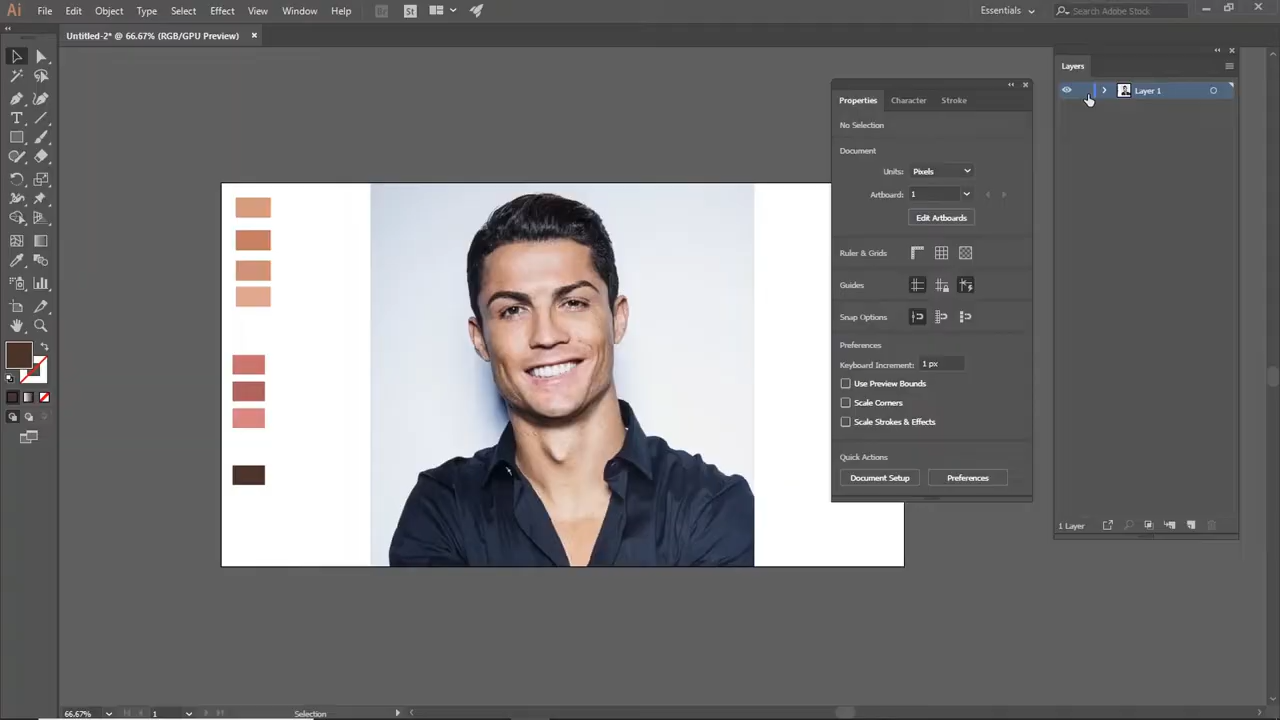 Ai File Edit Object Type Select Effect View Window Help Br St Essentials Search Adobe Stock
Untitled-2* @ 66.67% (RGB/GPU Preview)
Layers
Layer 1
Properties Character Stroke
No Selection
Document
Units: Pixels
Artboard: 1
Edit Artboards
Ruler & Grids
Guides
Snap Options
Preferences
Keyboard Increment: 1 px
Use Preview Bounds
Scale Corners
Scale Strokes & Effects
Quick Actions
Document Setup Preferences
1 Layer
66.67% 1 Selection